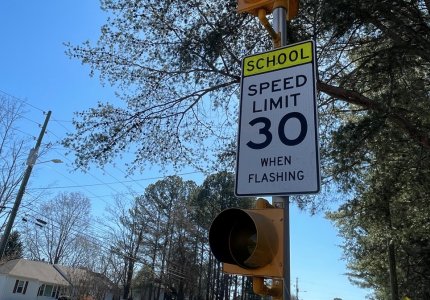 SCHOOL
SPEED
LIMIT
30
WHEN
FLASHING